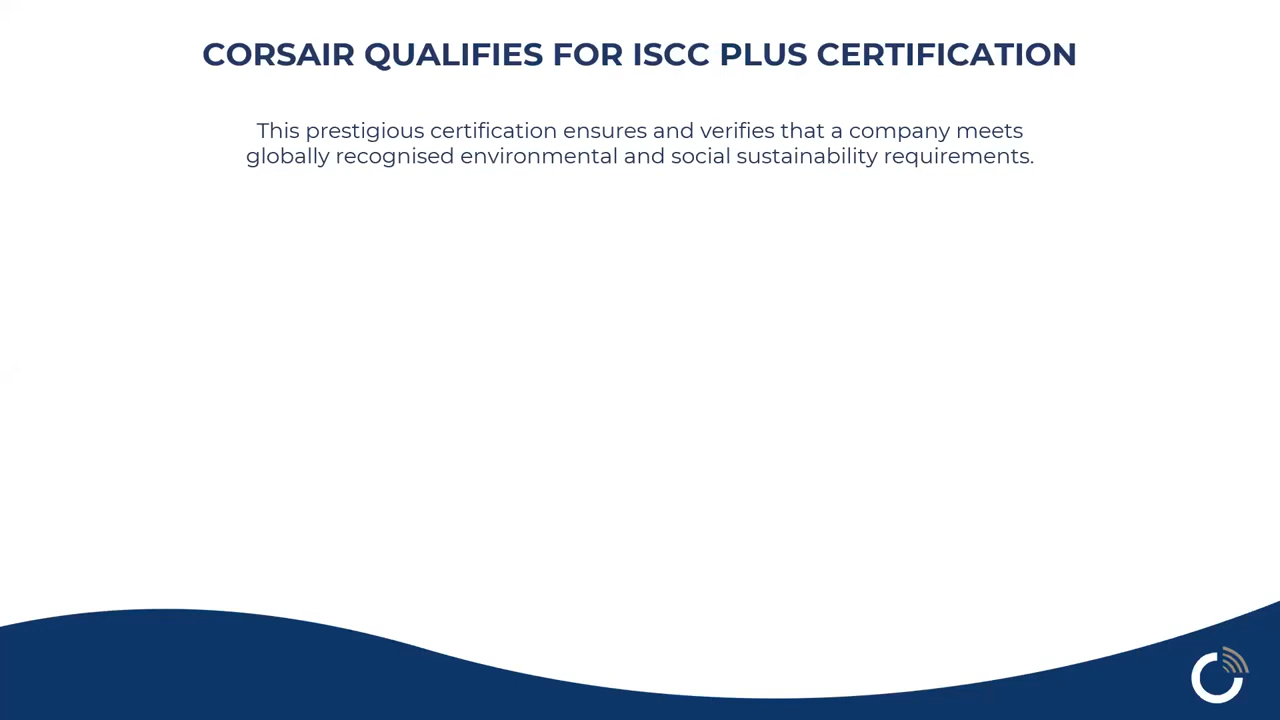 CORSAIR QUALIFIES FOR ISCC PLUS CERTIFICATION
This prestigious certification ensures and verifies that a company meets
globally recognised environmental and social sustainability requirements.